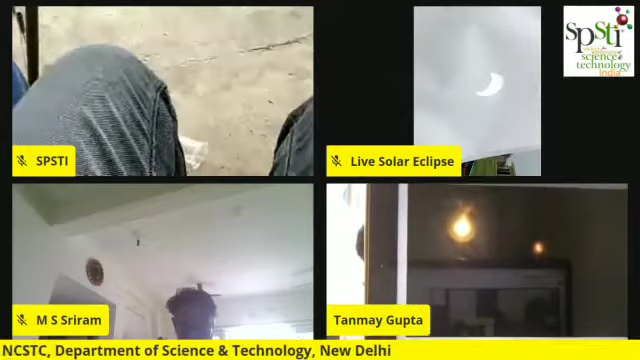 spsti
science
technology
India
SPSTI
Live Solar Eclipse
M S Sriram
Tanmay Gupta
NCSTC, Department of Science & Technology, New Delhi